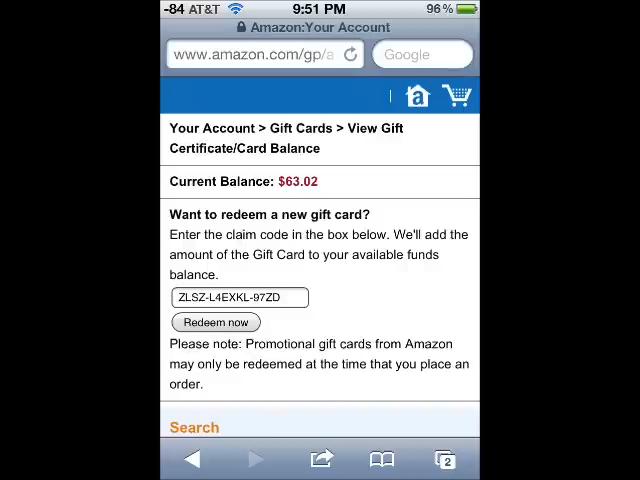 -84 AT&T 9:51 PM 96%
Amazon:Your Account
www.amazon.com/gp/a Google
|
Your Account > Gift Cards > View Gift
Certificate/Card Balance
Current Balance: $63.02
Want to redeem a new gift card?
Enter the claim code in the box below. We'll add the
amount of the Gift Card to your available funds
balance.
ZLSZ-L4EXKL-97ZD
Redeem now
Please note: Promotional gift cards from Amazon
may only be redeemed at the time that you place an
order.
Search
2